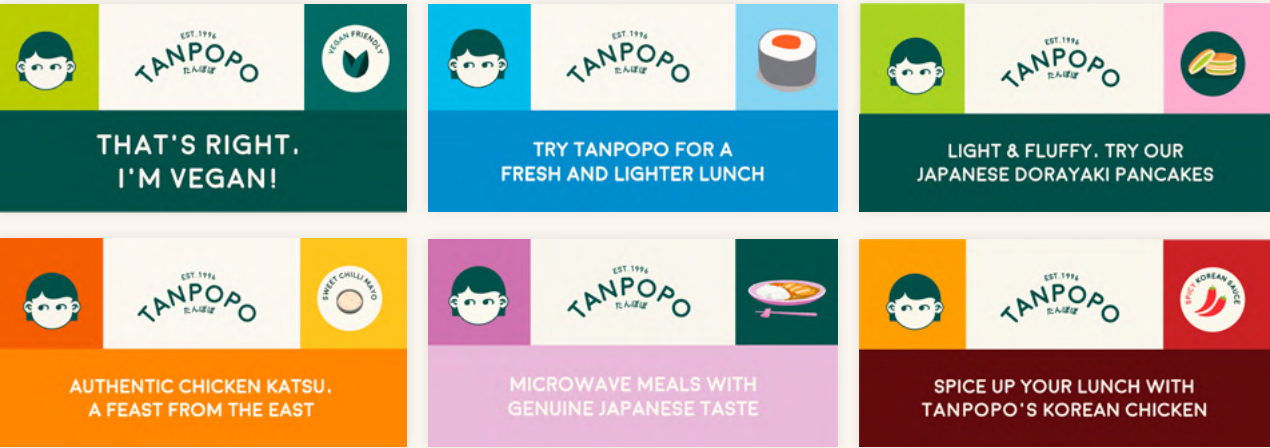 EST.1996
TANPOPO
たんぽぽ
VEGAN FRIENDLY
THAT'S RIGHT.
I'M VEGAN!
EST.1996
TANPOPO
たんぽぽ
TRY TANPOPO FOR A
FRESH AND LIGHTER LUNCH
EST.1996
TANPOPO
たんぽぽ
LIGHT & FLUFFY. TRY OUR
JAPANESE DORAYAKI PANCAKES
EST.1996
TANPOPO
たんぽぽ
SWEET CHILLI MAYO
AUTHENTIC CHICKEN KATSU.
A FEAST FROM THE EAST
EST.1996
TANPOPO
たんぽぽ
MICROWAVE MEALS WITH
GENUINE JAPANESE TASTE
EST.1996
TANPOPO
たんぽぽ
SPICY KOREAN SAUCE
SPICE UP YOUR LUNCH WITH
TANPOPO'S KOREAN CHICKEN